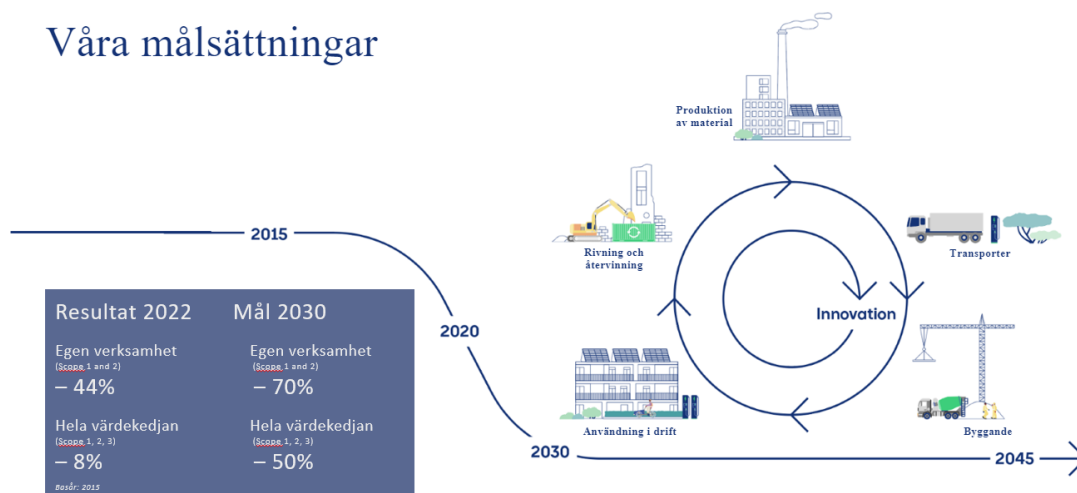 Våra målsättningar
Produktion
av material
Rivning och
återvinning
Transporter
2015
Innovation
2020
Resultat 2022
Mål 2030
Egen verksamhet
(Scope 1 and 2)
– 44%
Egen verksamhet
(Scope 1 and 2)
– 70%
Hela värdekedjan
(Scope 1, 2, 3)
– 8%
Hela värdekedjan
(Scope 1, 2, 3)
– 50%
Basår: 2015
Användning i drift
Byggande
2030
2045